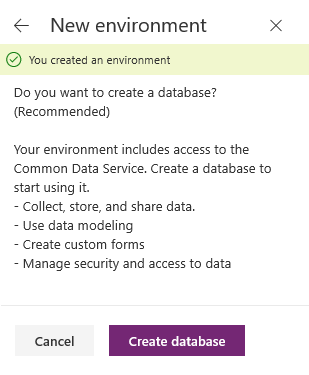 New environment
You created an environment
Do you want to create a database?
(Recommended)
Your environment includes access to the
Common Data Service. Create a database to
start using it.
- Collect, store, and share data.
- Use data modeling
- Create custom forms
- Manage security and access to data
Cancel
Create database